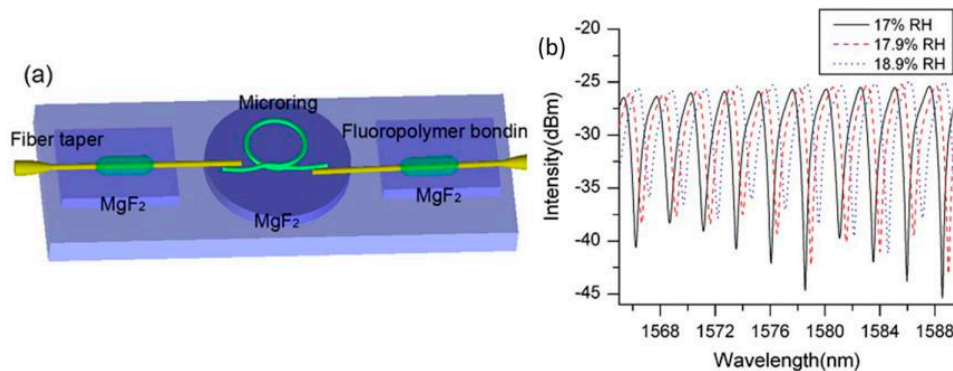 (a)
Microring
Fiber taper
Fluoropolymer bondin
MgF₂
MgF₂
MgF₂
(b)
17% RH
17.9% RH
18.9% RH
Intensity(dBm)
-20
-25
-30
-35
-40
-45
1568 1572 1576 1580 1584 1588
Wavelength(nm)